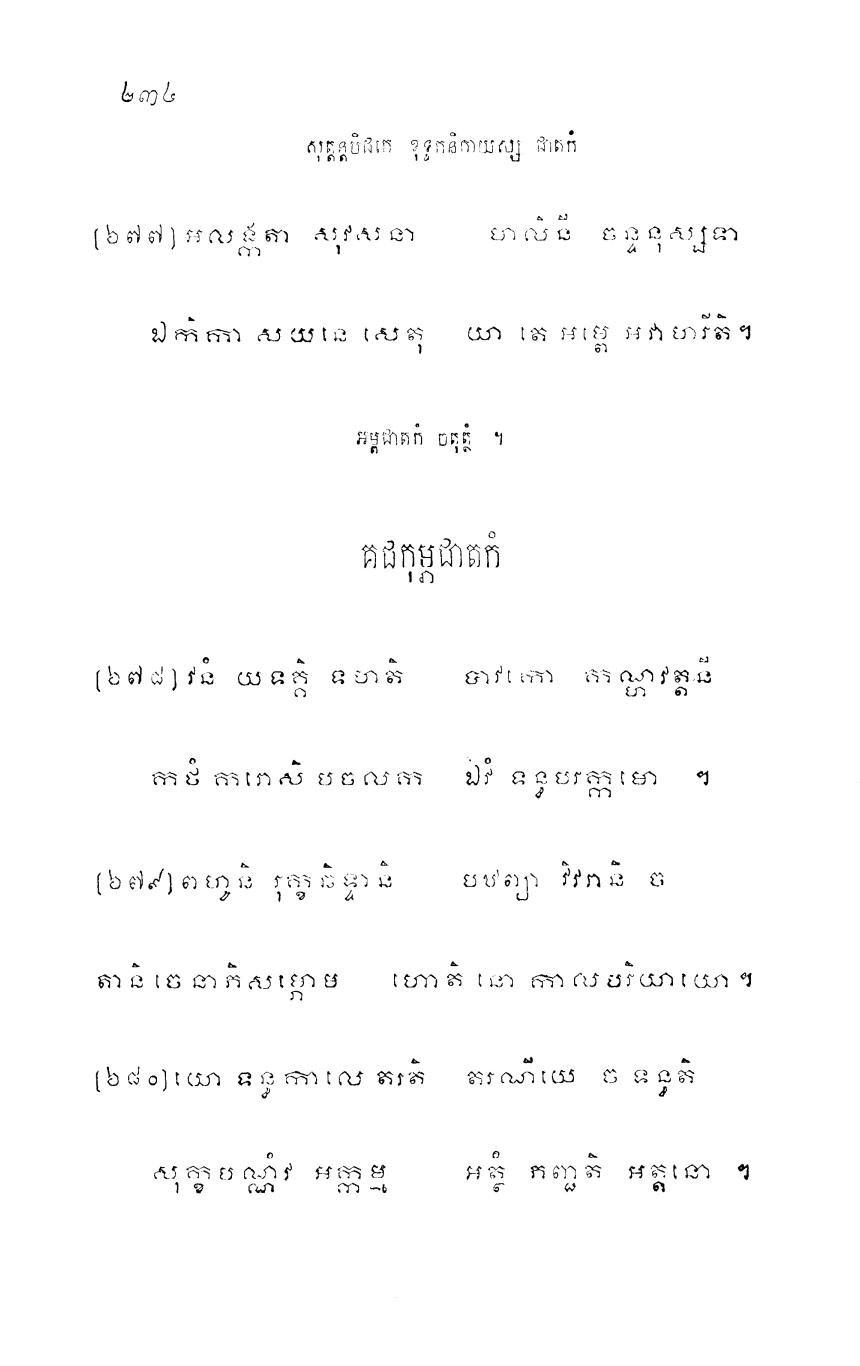 ២៣៤
សុត្តន្តបិដកេ ខុទ្ទកនិកាយស្ស ជាតកំ
[៦៧៧] អលង្កតា សុវសនា មាលិនី ចន្ទនុស្សទា
ឯកិកា សយនេ សេតុ យា តេ អម្ពេ អវាហរីតិ។
អម្ពជាតកំ ចតុត្ថំ ។
គជកុម្ភជាតកំ
[៦៧៨] វនំ យទគ្គិ ទហតិ បាវកោ កណ្ហវត្តនី
កថំ ករោសិ បចលក ឯវំ ទន្ធបរក្កមោ ។
[៦៧៩] ពហូនិ រុក្ខឆិទ្ទានិ បឋព្យា វិវរានិ ច
តានិ ចេ នាភិសម្ភោម ហោតិ នោ កាលបរិយាយោ។
[៦៨០] យោ ទន្ធកាលេ តរតិ តរណីយេ ច ទន្ធតិ
សុក្ខបណ្ណំវ អក្កម្ម អត្ថំ ភញ្ជតិ អត្តនោ ។